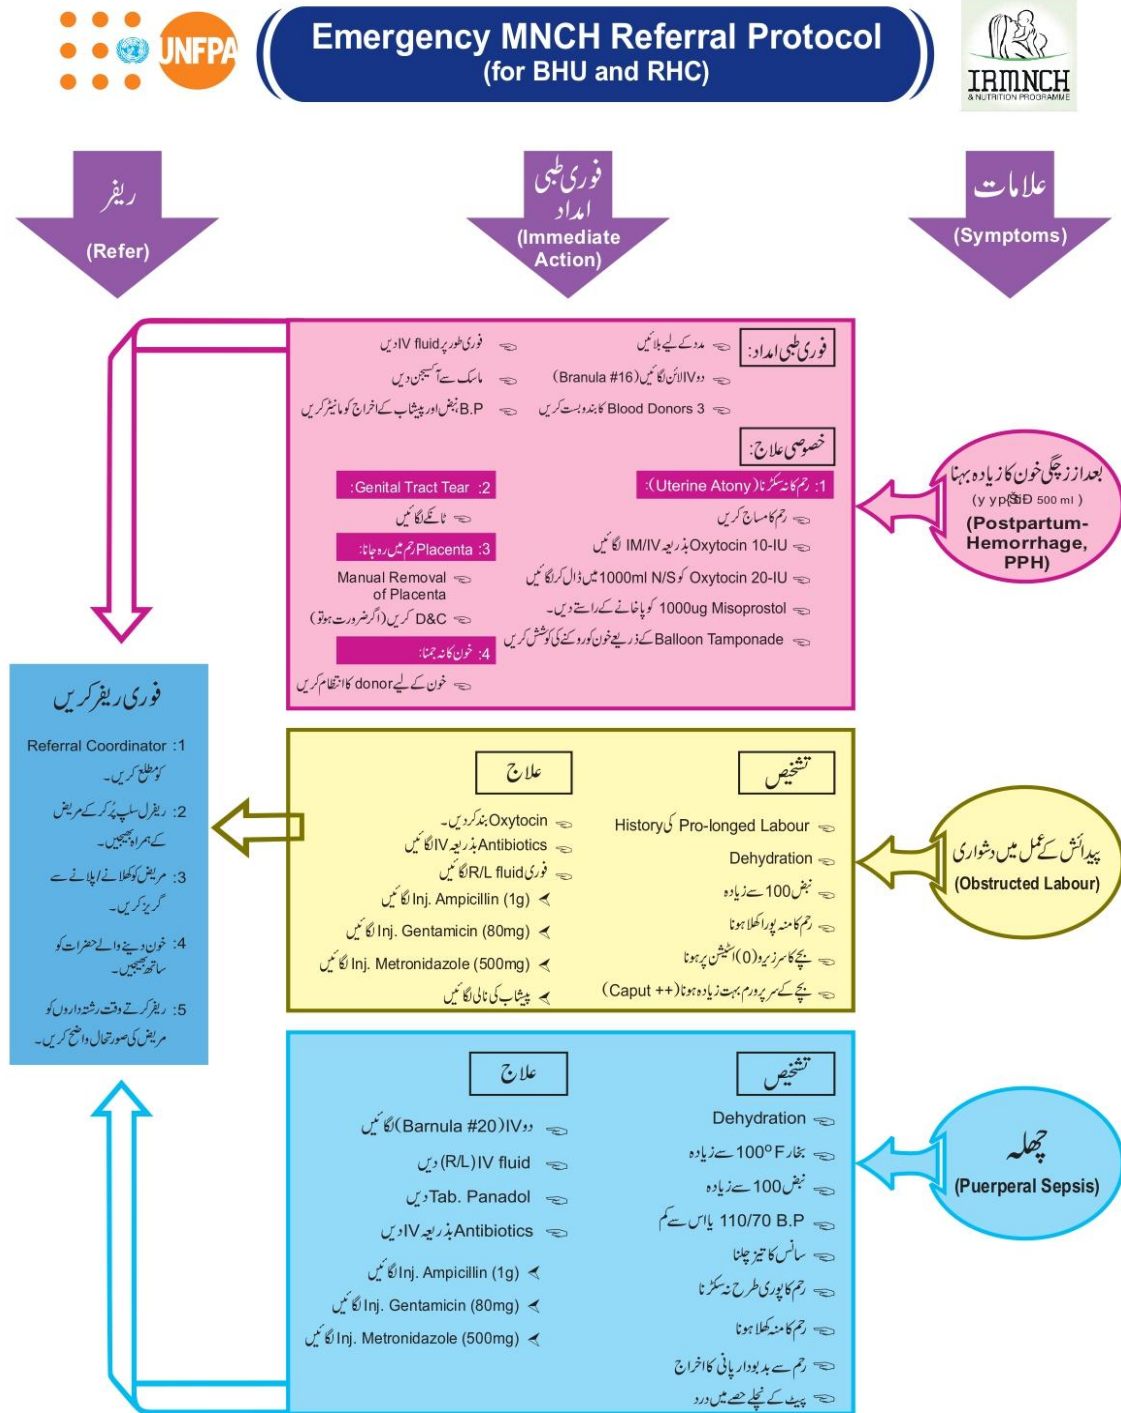 UNFPA
Emergency MNCH Referral Protocol
(for BHU and RHC)
IRMNCH
& NUTRITION PROGRAMME
علامات
(Symptoms)
فوری طبی
امداد
(Immediate
Action)
ریفر
(Refer)
بعد از زچگی خون کا زیادہ بہنا
500 ml )
(Postpartum-
Hemorrhage,
PPH)
فوری طبی امداد:
مدد کے لیے بلائیں
دو IV لائن لگائیں (Branula #16)
3 Blood Donors کا بندوبست کریں
فوری طور پر IV fluid دیں
ماسک سے آکسیجن دیں
B.P نبض اور پیشاب کے اخراج کو مانیٹر کریں
خصوصی علاج:
1: رحم کا نہ سکڑنا (Uterine Atony):
رحم کا مساج کریں
Oxytocin 10-IU بذریعہ IM/IV لگائیں
Oxytocin 20-IU کو 1000ml N/S میں ڈال کر لگائیں
1000ug Misoprostol کو پاخانے کے راستے دیں۔
Balloon Tamponade کے ذریعے خون کو روکنے کی کوشش کریں
2: Genital Tract Tear:
ٹانکے لگائیں
3: Placenta رحم میں رہ جانا:
Manual Removal
of Placenta
D&C کریں (اگر ضرورت ہو تو)
4: خون کا نہ جمنا:
خون کے لیے donor کا انتظام کریں
پیدائش کے عمل میں دشواری
(Obstructed Labour)
تشخیص
Pro-longed Labour کی History
Dehydration
نبض 100 سے زیادہ
رحم کا منہ پورا کھلا ہونا
بچے کا سر زیرو (0) اسٹیشن پر ہونا
بچے کے سر پر ورم بہت زیادہ ہونا (Caput ++)
علاج
Oxytocin بند کر دیں۔
Antibiotics بذریعہ IV لگائیں
فوری R/L fluid لگائیں
Inj. Ampicillin (1g) لگائیں
Inj. Gentamicin (80mg) لگائیں
Inj. Metronidazole (500mg) لگائیں
پیشاب کی نالی لگائیں
چھلہ
(Puerperal Sepsis)
تشخیص
Dehydration
بخار 100°F سے زیادہ
نبض 100 سے زیادہ
110/70 B.P یا اس سے کم
سانس کا تیز چلنا
رحم کا پوری طرح نہ سکڑنا
رحم کا منہ کھلا ہونا
رحم سے بدبودار پانی کا اخراج
پیٹ کے نچلے حصے میں درد
علاج
دو IV (Barnula #20) لگائیں
IV fluid (R/L) دیں
Tab. Panadol دیں
Antibiotics بذریعہ IV دیں
Inj. Ampicillin (1g) لگائیں
Inj. Gentamicin (80mg) لگائیں
Inj. Metronidazole (500mg) لگائیں
فوری ریفر کریں
1: Referral Coordinator
کو مطلع کریں۔
2: ریفرل سلپ پُر کر کے مریض
کے ہمراہ بھیجیں۔
3: مریض کو کھلانے/پلانے سے
گریز کریں۔
4: خون دینے والے حضرات کو
ساتھ بھیجیں۔
5: ریفر کرتے وقت رشتہ داروں کو
مریض کی صورتحال واضح کریں۔